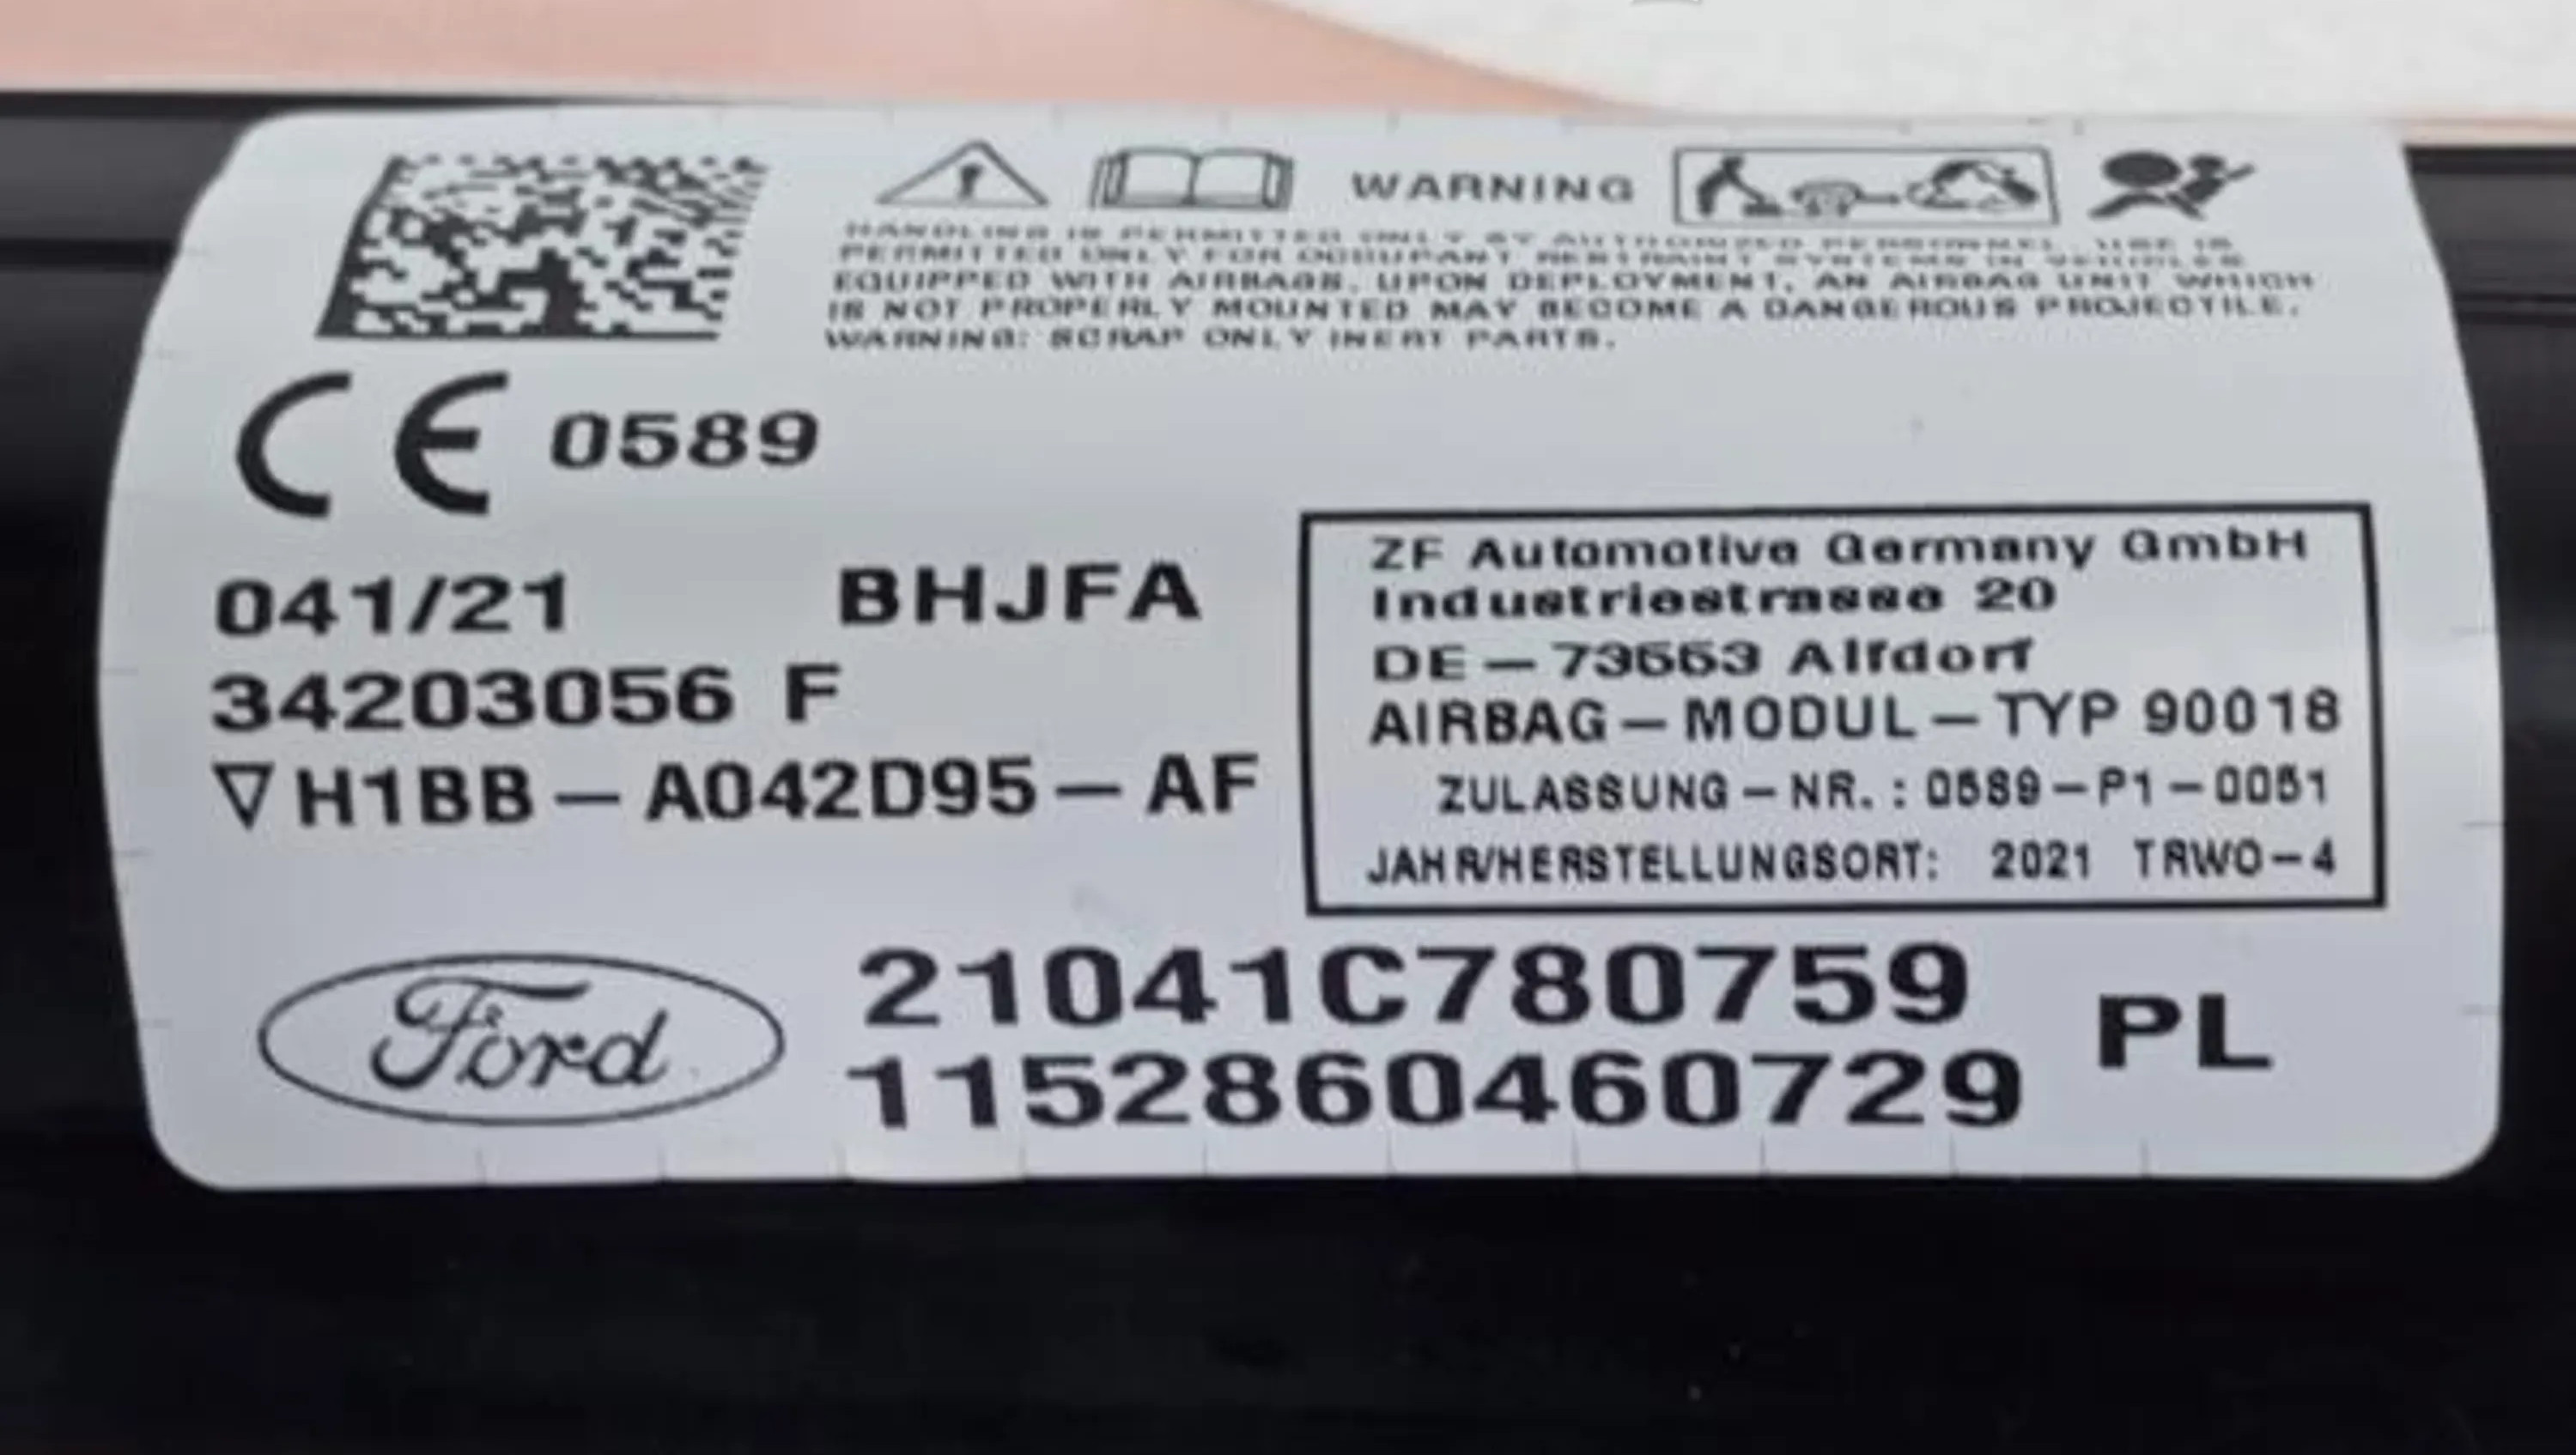 WARNING
HANDLING IS PERMITTED ONLY BY AUTHORIZED PERSONNEL. USE IS
PERMITTED ONLY FOR OCCUPANT RESTRAINT SYSTEMS IN VEHICLES
EQUIPPED WITH AIRBAGS. UPON DEPLOYMENT, AN AIRBAG UNIT WHICH
IS NOT PROPERLY MOUNTED MAY BECOME A DANGEROUS PROJECTILE.
WARNING: SCRAP ONLY INERT PARTS.
CE 0589
041/21 BHJFA
34203056 F
▽H1BB-A042D95-AF
ZF Automotive Germany GmbH
Industriestrasse 20
DE-73553 Alfdorf
AIRBAG-MODUL-TYP 90018
ZULASSUNG-NR.: 0589-P1-0051
JAHR/HERSTELLUNGSORT: 2021 TRWO-4
Ford
21041C780759
1152860460729
PL